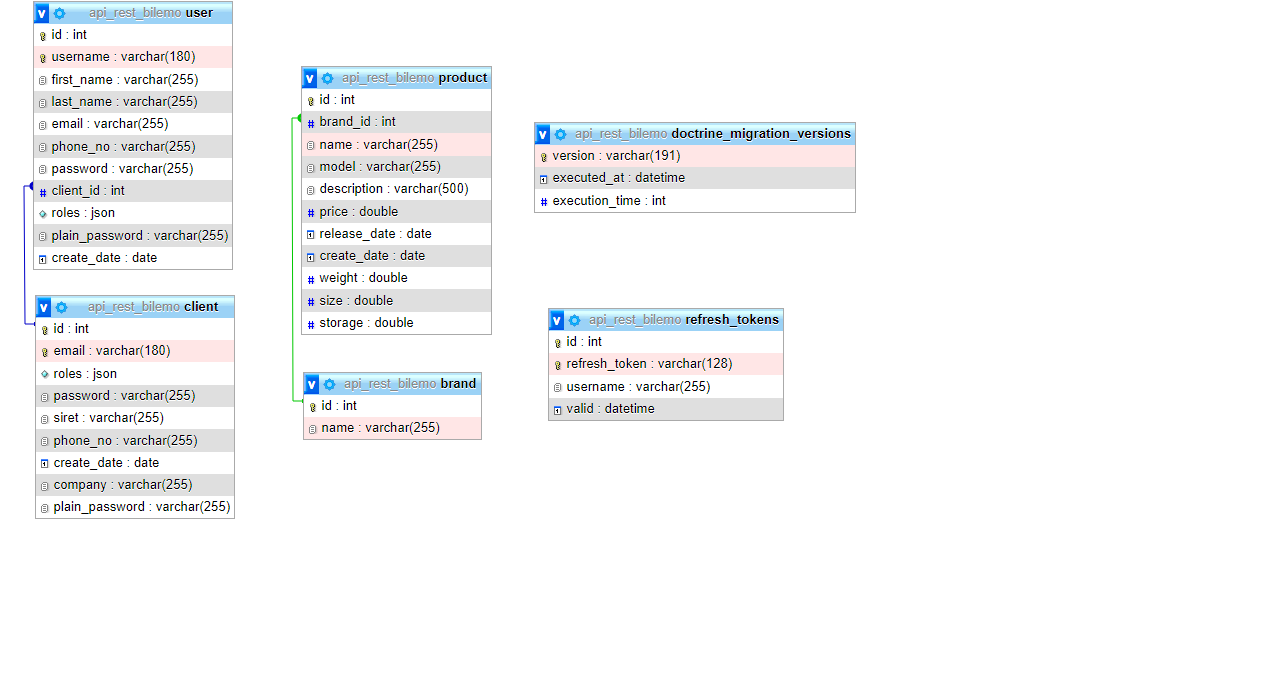 v api_rest_bilemo user
id : int
username : varchar(180)
first_name : varchar(255)
last_name : varchar(255)
email : varchar(255)
phone_no : varchar(255)
password : varchar(255)
# client_id : int
roles : json
plain_password : varchar(255)
create_date : date
v api_rest_bilemo client
id : int
email : varchar(180)
roles : json
password : varchar(255)
siret : varchar(255)
phone_no : varchar(255)
create_date : date
company : varchar(255)
plain_password : varchar(255)
v api_rest_bilemo product
id : int
# brand_id : int
name : varchar(255)
model : varchar(255)
description : varchar(500)
# price : double
release_date : date
create_date : date
# weight : double
# size : double
# storage : double
v api_rest_bilemo brand
id : int
name : varchar(255)
v api_rest_bilemo doctrine_migration_versions
version : varchar(191)
executed_at : datetime
# execution_time : int
v api_rest_bilemo refresh_tokens
id : int
refresh_token : varchar(128)
username : varchar(255)
valid : datetime